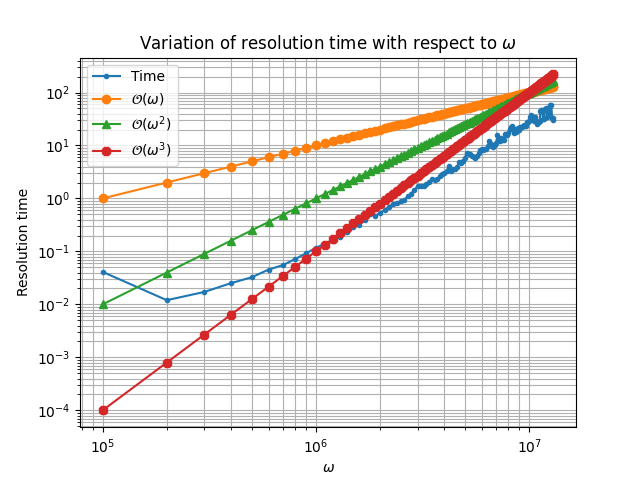 Variation of resolution time with respect to ω
Time
𝒪(ω)
𝒪(ω²)
𝒪(ω³)
Resolution time
10²
10¹
10⁰
10⁻¹
10⁻²
10⁻³
10⁻⁴
10⁵
10⁶
10⁷
ω